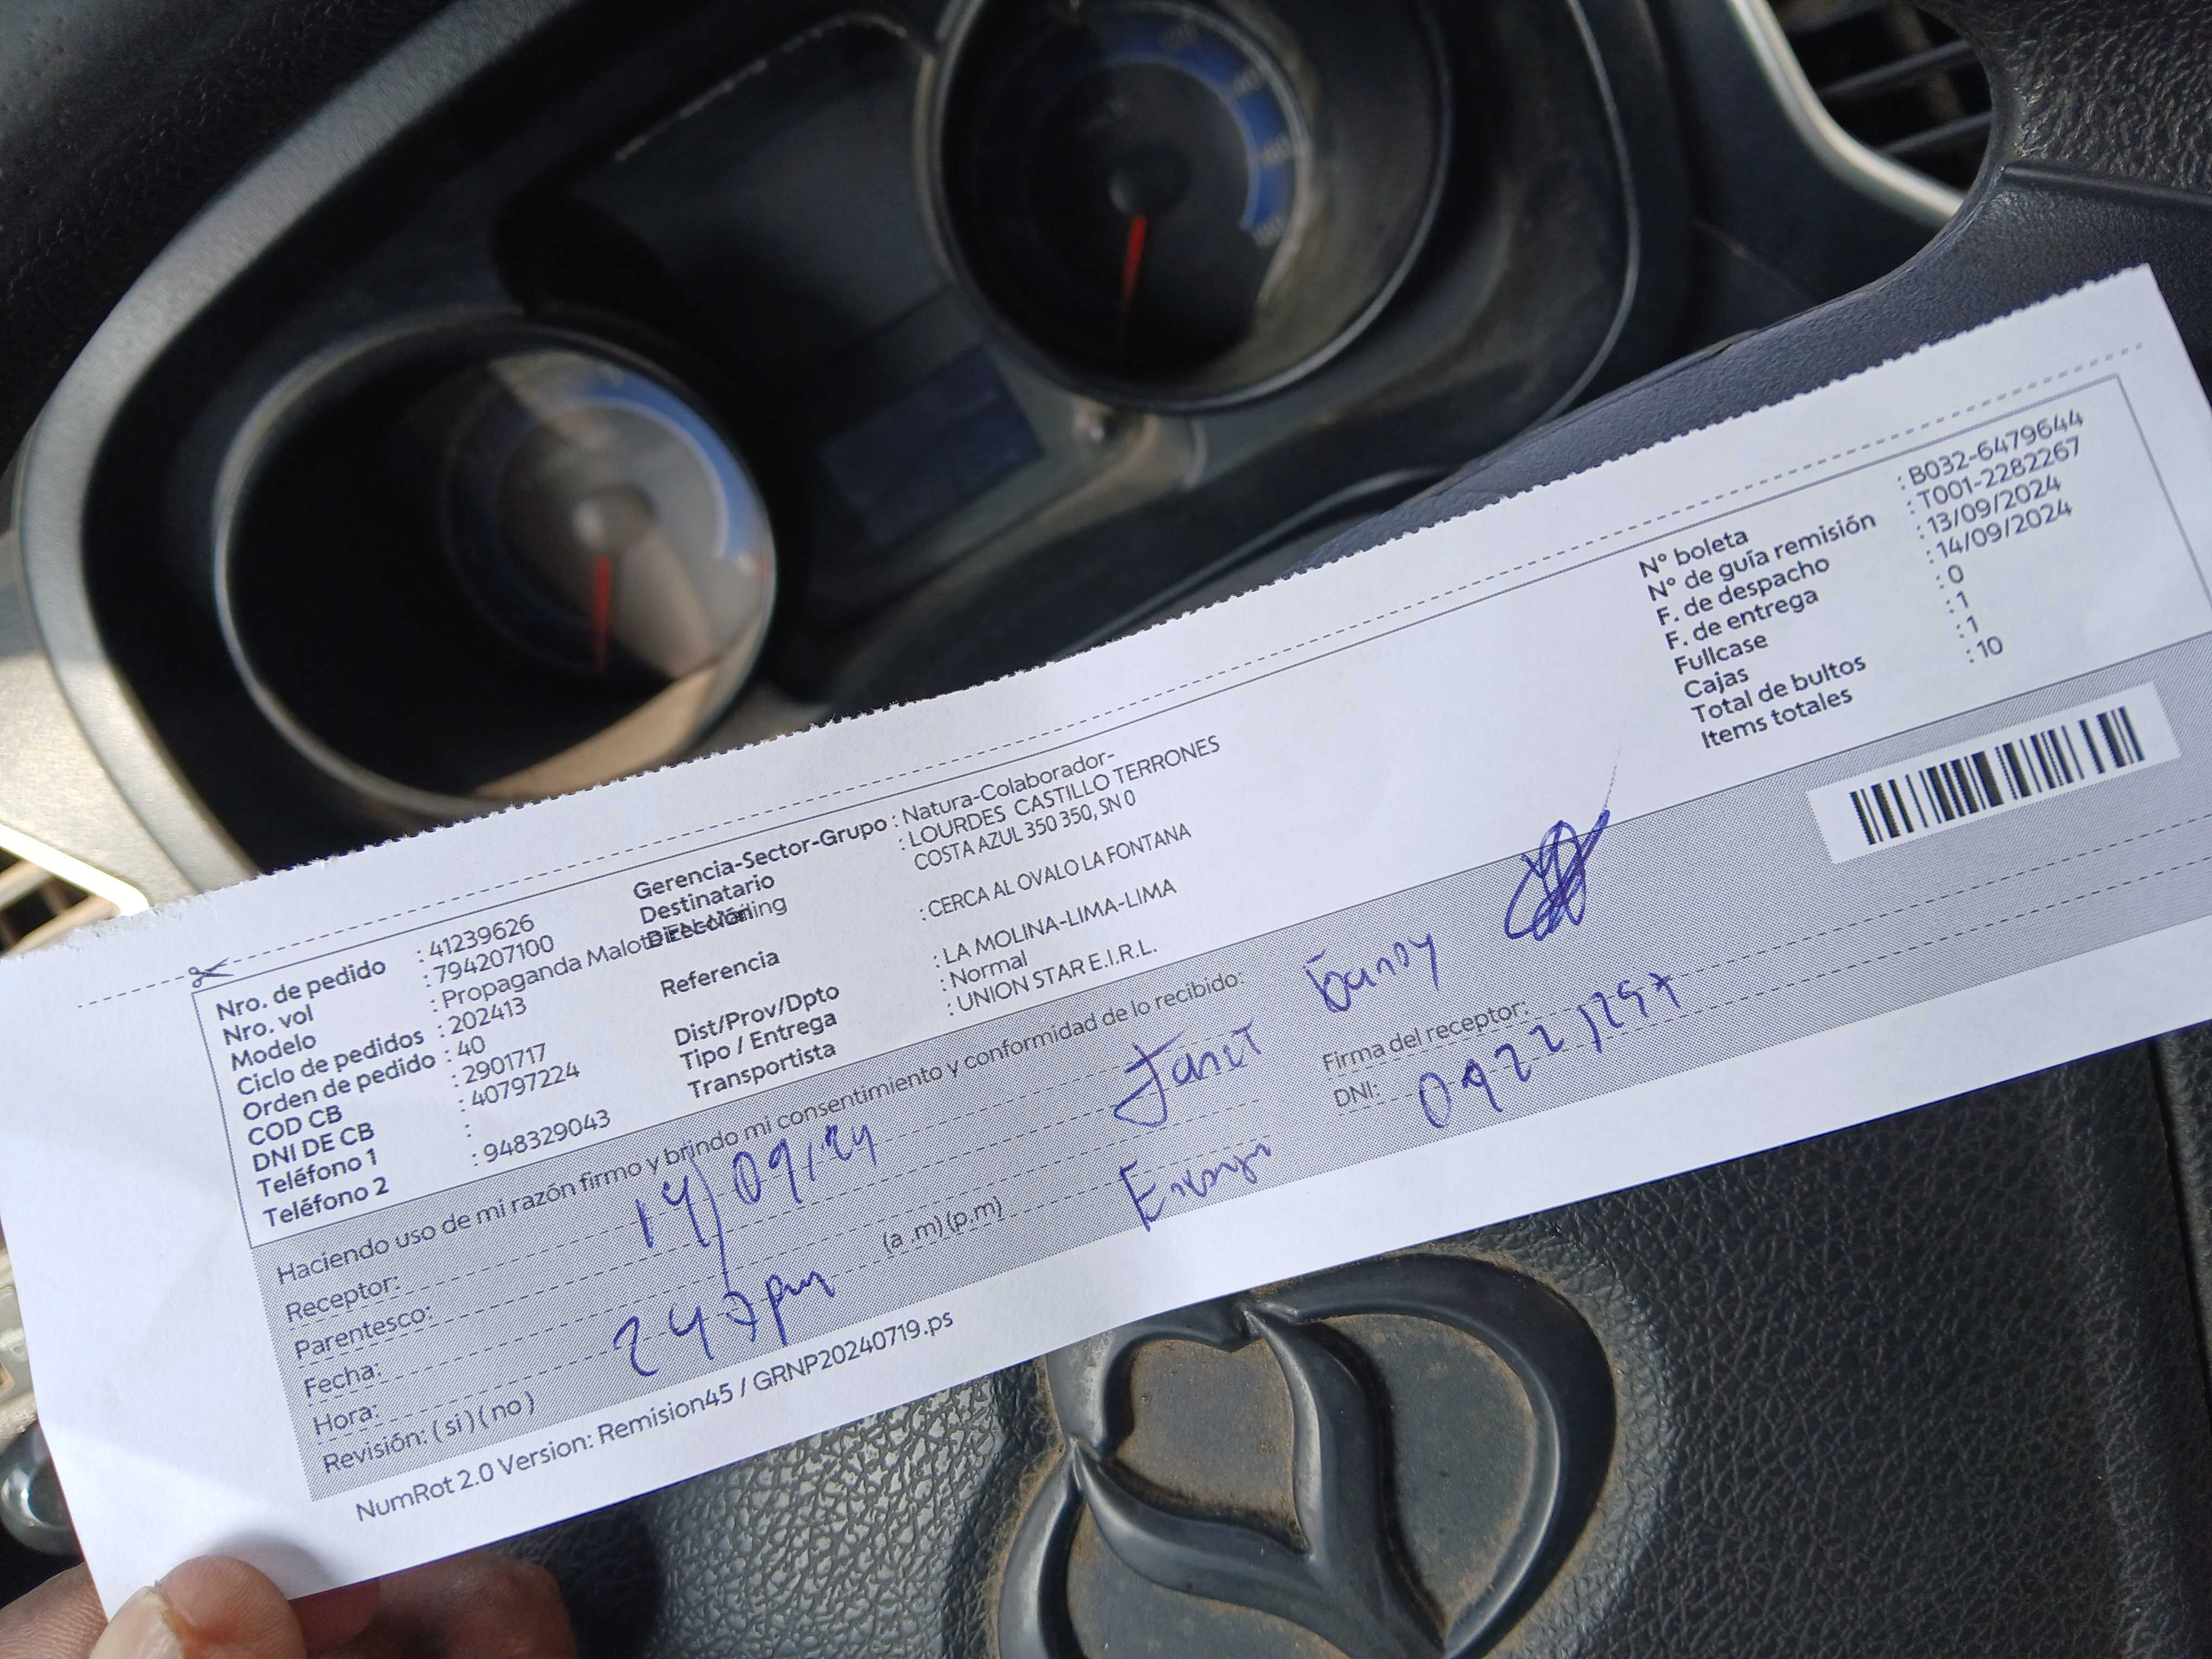 Nro. de pedido : 41239626
Nro. vol : 794207100
Modelo : Propaganda
Ciclo de pedidos : 202413
Orden de pedido : 40
COD CB : 2901717
DNI DE CB : 40797224
Teléfono 1 :
Teléfono 2 : 948329043
Gerencia-Sector-Grupo : Natura-Colaborador-
Destinatario : LOURDES CASTILLO TERRONES
Dirección COSTA AZUL 350 350, SN 0
Referencia : CERCA AL OVALO LA FONTANA
Dist/Prov/Dpto : LA MOLINA-LIMA-LIMA
Tipo / Entrega : Normal
Transportista : UNION STAR E.I.R.L.
N° boleta : B032-6479644
N° de guía remisión : T001-2282267
F. de despacho : 13/09/2024
F. de entrega : 14/09/2024
Fullcase : 0
Cajas : 1
Total de bultos : 1
Items totales : 10
Haciendo uso de mi razón firmo y brindo mi consentimiento y conformidad de lo recibido:
Receptor: Janet
Parentesco:
Fecha: 14/09/24
Hora: 247pm (a .m) (p.m)
Revisión: ( si ) ( no )
Firma del receptor:
DNI:
NumRot 2.0 Version: Remision45 / GRNP20240719.ps